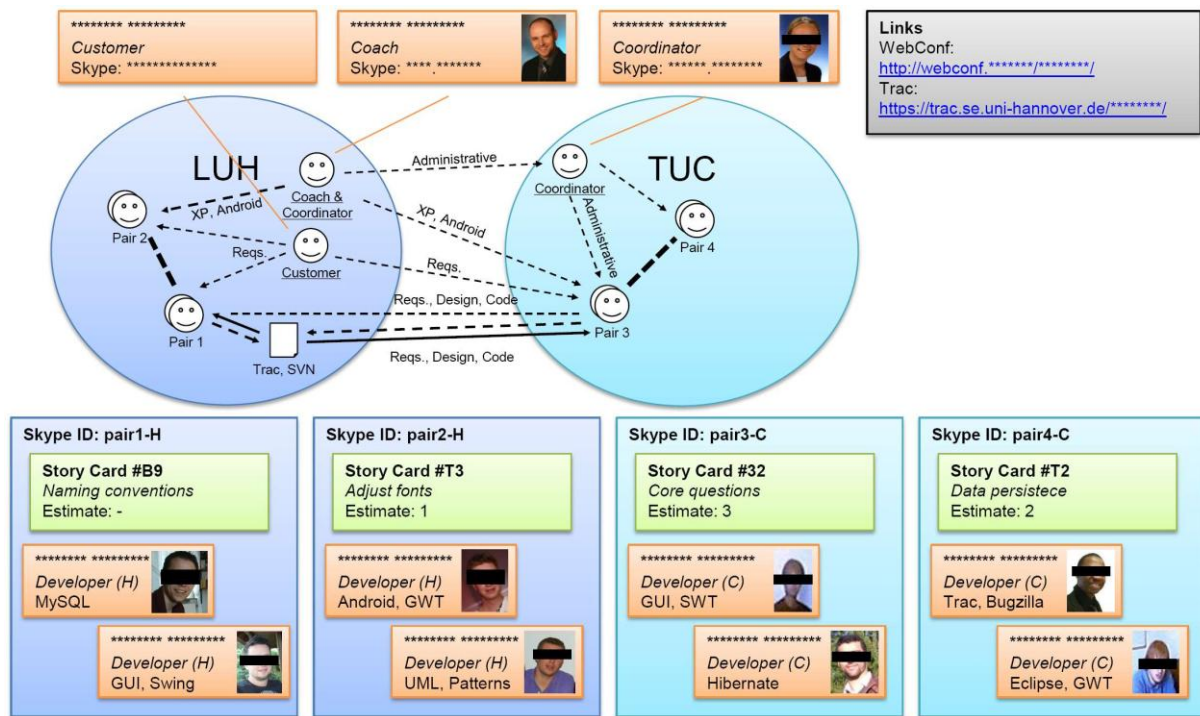 ******** *********
Customer
Skype: **************
******** *********
Coach
Skype: ****.*******
******** *********
Coordinator
Skype: ******.********
Links
WebConf:
http://webconf.*******/********/
Trac:
https://trac.se.uni-hannover.de/********/
LUH
TUC
Administrative
Coordinator
Coach &
Coordinator
XP, Android
XP, Android
Administrative
Pair 2
Pair 4
Reqs.
Customer
Reqs.
Reqs., Design, Code
Pair 3
Pair 1
Trac, SVN
Reqs., Design, Code
Skype ID: pair1-H
Story Card #B9
Naming conventions
Estimate: -
******** *********
Developer (H)
MySQL
******** *********
Developer (H)
GUI, Swing
Skype ID: pair2-H
Story Card #T3
Adjust fonts
Estimate: 1
******** *********
Developer (H)
Android, GWT
******** *********
Developer (H)
UML, Patterns
Skype ID: pair3-C
Story Card #32
Core questions
Estimate: 3
******** *********
Developer (C)
GUI, SWT
******** *********
Developer (C)
Hibernate
Skype ID: pair4-C
Story Card #T2
Data persistece
Estimate: 2
******** *********
Developer (C)
Trac, Bugzilla
******** *********
Developer (C)
Eclipse, GWT